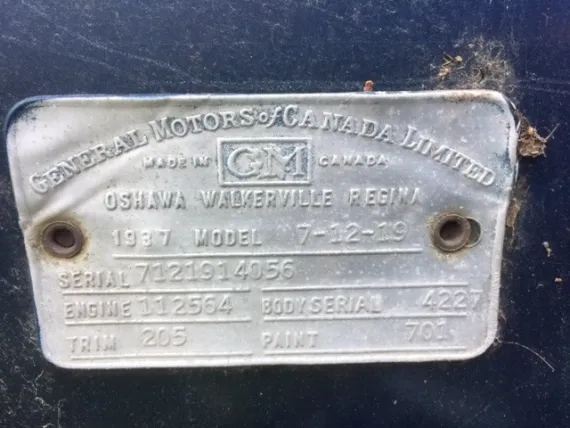 GENERAL MOTORS of CANADA LIMITED
MADE IN GM CANADA
OSHAWA WALKERVILLE REGINA
1937 MODEL 7-12-19
SERIAL 7121914056
ENGINE 112564 BODY SERIAL 4227
TRIM 205 PAINT 701